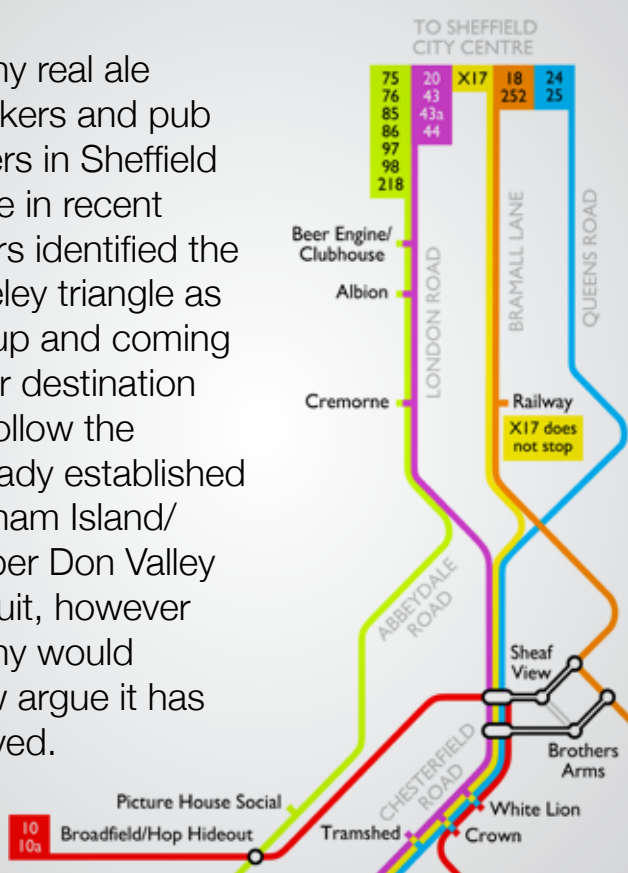 ny real ale
kers and pub
ers in Sheffield
e in recent
rs identified the
eley triangle as
up and coming
r destination
ollow the
ady established
ham Island/
per Don Valley
uit, however
ny would
w argue it has
ved.
TO SHEFFIELD
CITY CENTRE
75
76
85
86
97
98
218
20
43
43a
44
X17
18
252
24
25
Beer Engine/
Clubhouse
Albion
Cremorne
LONDON ROAD
BRAMALL LANE
QUEENS ROAD
Railway
X17 does
not stop
ABBEYDALE
ROAD
Sheaf
View
Brothers
Arms
CHESTERFIELD
ROAD
Picture House Social
White Lion
10
10a
Broadfield/Hop Hideout
Tramshed
Crown